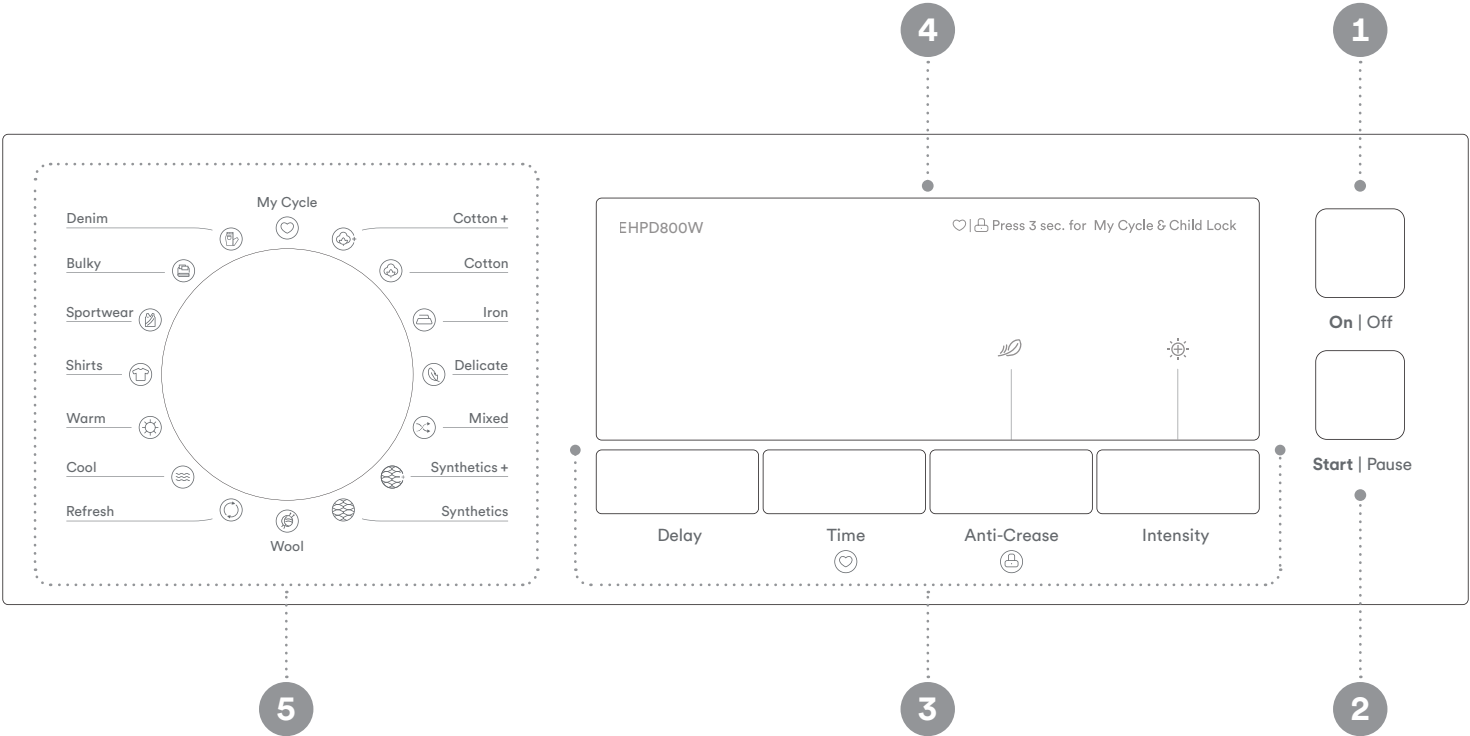 4
1
My Cycle
Denim
Cotton +
Bulky
Cotton
Sportwear
Iron
Shirts
Delicate
Warm
Mixed
Cool
Synthetics +
Refresh
Synthetics
Wool
EHPD800W
Press 3 sec. for My Cycle & Child Lock
On | Off
Start | Pause
Delay
Time
Anti-Crease
Intensity
5
3
2